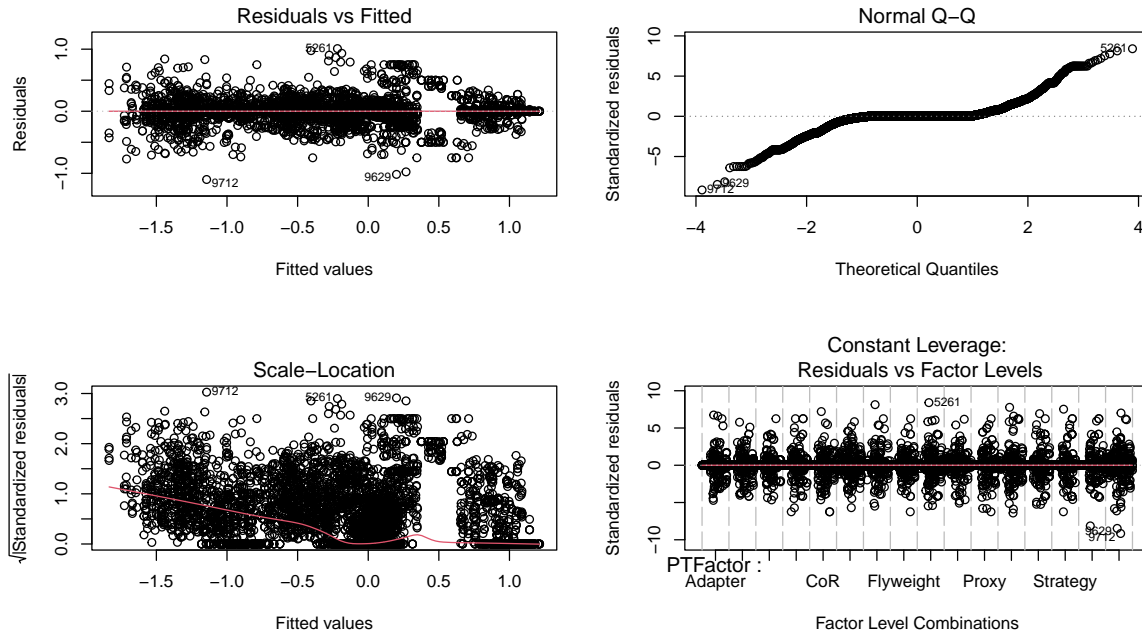 Residuals vs Fitted
Residuals
1.0
0.0
−1.0
5261
9712
9629
−1.5
−1.0
−0.5
0.0
0.5
1.0
Fitted values
Normal Q−Q
Standardized residuals
10
5
0
−5
5261
9629
9712
−4
−2
0
2
4
Theoretical Quantiles
Scale−Location
√|Standardized residuals|
3.0
2.0
1.0
0.0
9712
5261
9629
−1.5
−1.0
−0.5
0.0
0.5
1.0
Fitted values
Constant Leverage:
Residuals vs Factor Levels
Standardized residuals
10
5
0
−10
5261
9629
9712
PTFactor :
Adapter
CoR
Flyweight
Proxy
Strategy
Factor Level Combinations